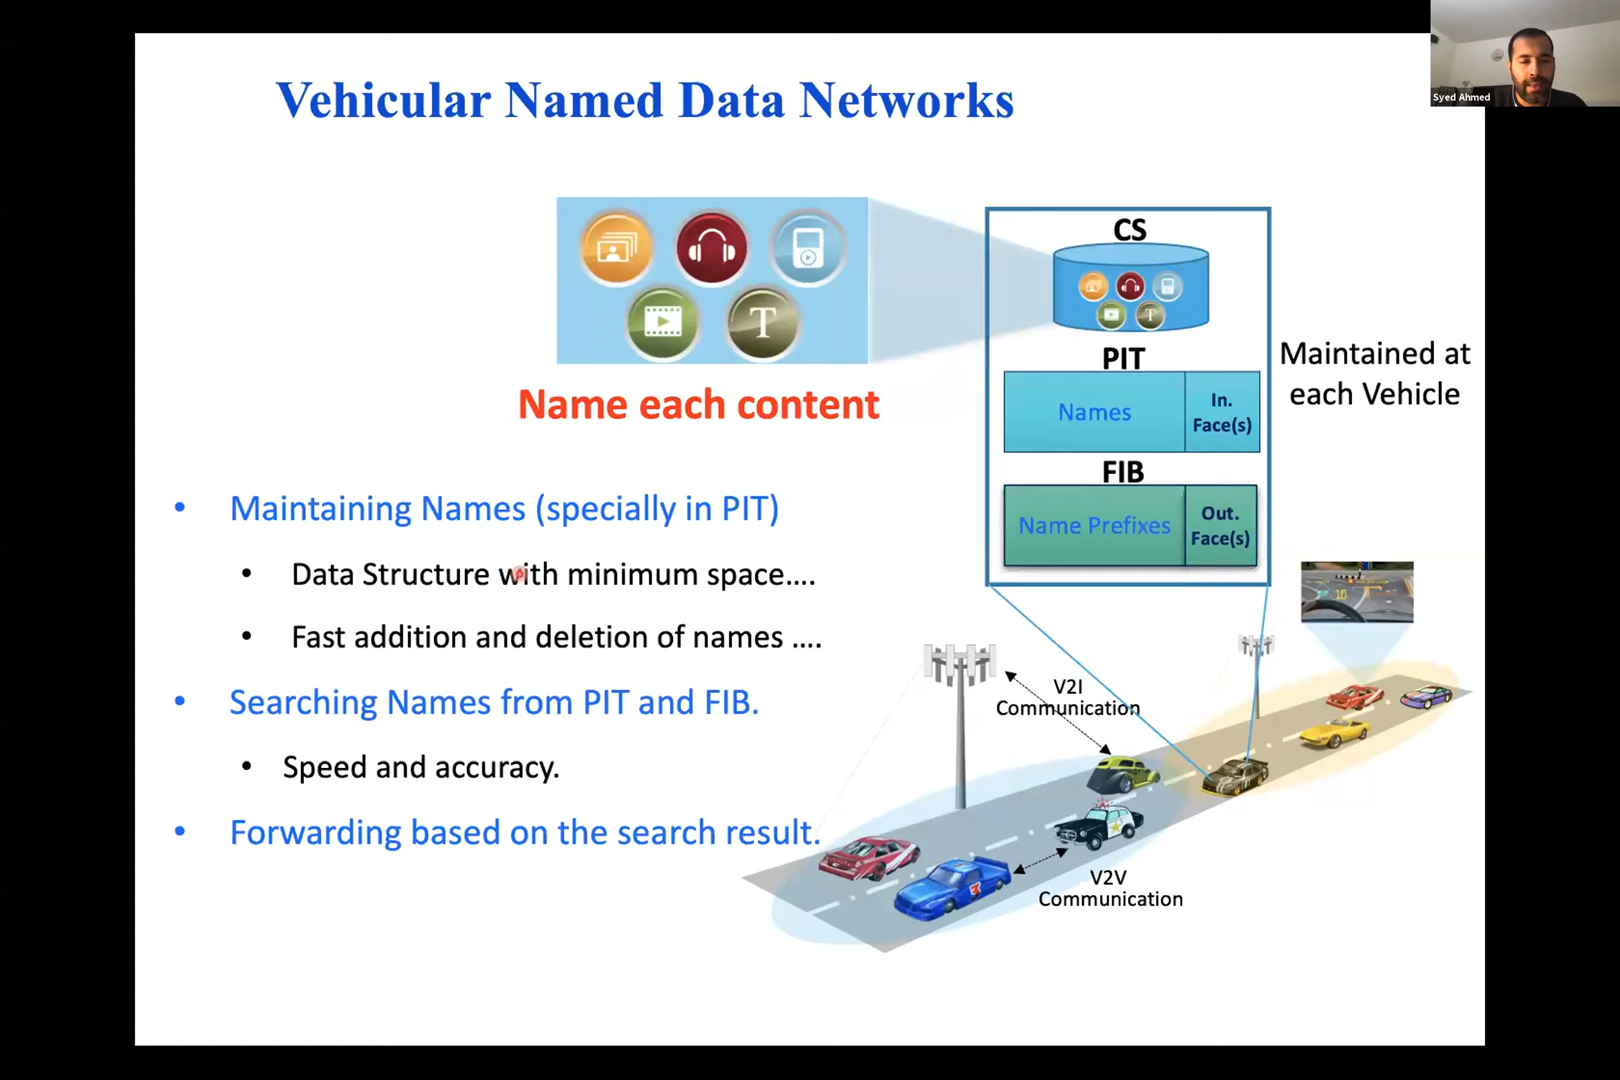 Vehicular Named Data Networks
Syed Ahmed
T
Name each content
CS
T
PIT
Names
In.
Face(s)
FIB
Name Prefixes
Out.
Face(s)
Maintained at
each Vehicle
• Maintaining Names (specially in PIT)
• Data Structure with minimum space....
• Fast addition and deletion of names ....
• Searching Names from PIT and FIB.
• Speed and accuracy.
• Forwarding based on the search result.
V2I
Communication
V2V
Communication
3